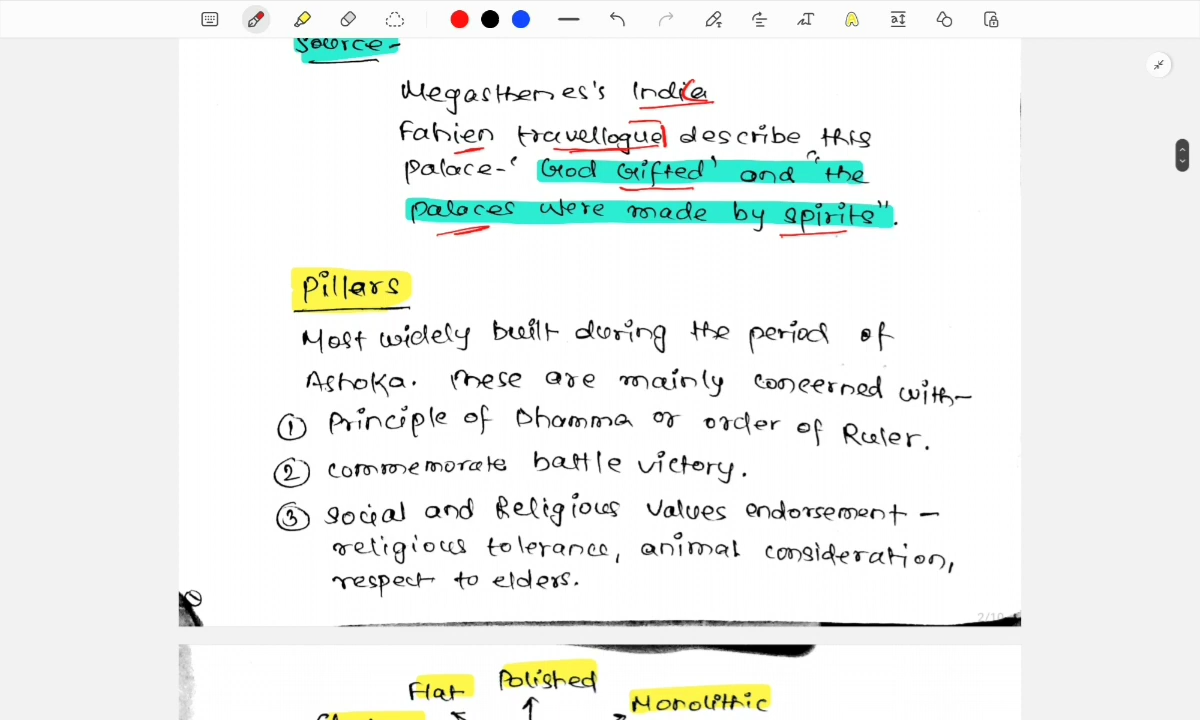 Source-
Megasthenes's Indica
Fahien travellogue describe this
palace-' God Gifted' and "the
palaces were made by spirits".
Pillars
Most widely built during the period of
Ashoka. These are mainly concerned with-
① Principle of Dhamma or order of Ruler.
② commemorate battle victory.
③ social and Religious values endorsement -
religious tolerance, animal consideration,
respect to elders.
2/10
Flat Polished
Monolithic